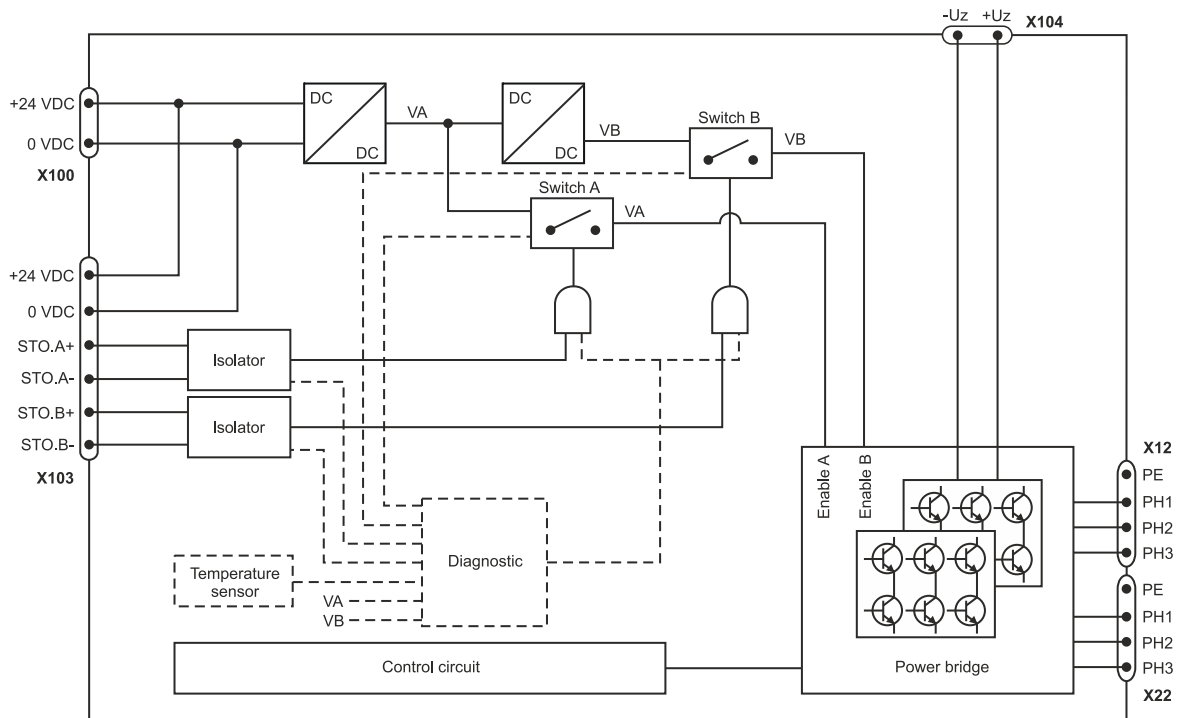 -Uz +Uz X104
+24 VDC
0 VDC
X100
DC
DC
VA
DC
DC
VB
Switch B
VB
Switch A
VA
+24 VDC
0 VDC
STO.A+
STO.A-
STO.B+
STO.B-
X103
Isolator
Isolator
Enable A
Enable B
X12
PE
PH1
PH2
PH3
PE
PH1
PH2
PH3
X22
Diagnostic
Temperature
sensor
VA
VB
Control circuit
Power bridge